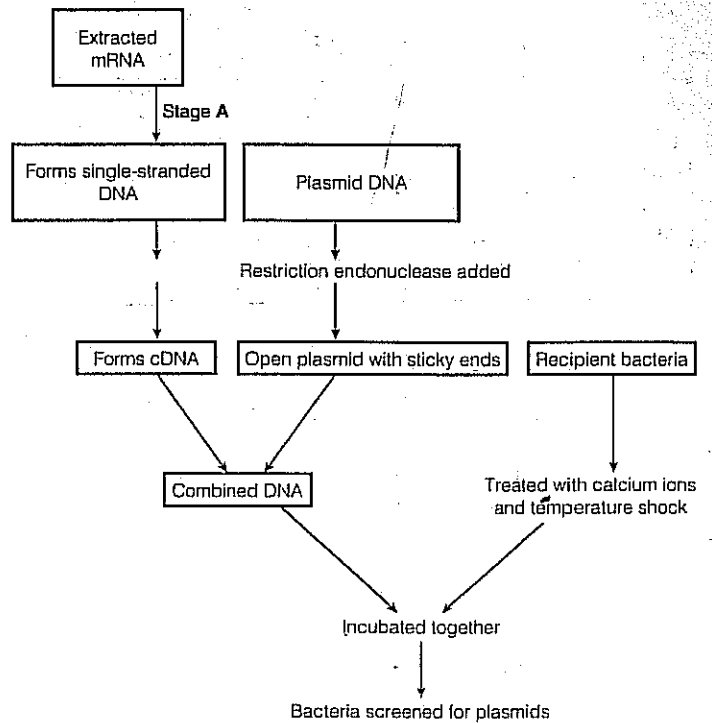 Extracted
mRNA
Stage A
Forms single-stranded
DNA
Plasmid DNA
Restriction endonuclease added
Forms cDNA
Open plasmid with sticky ends
Recipient bacteria
Combined DNA
Treated with calcium ions
and temperature shock
Incubated together
Bacteria screened for plasmids